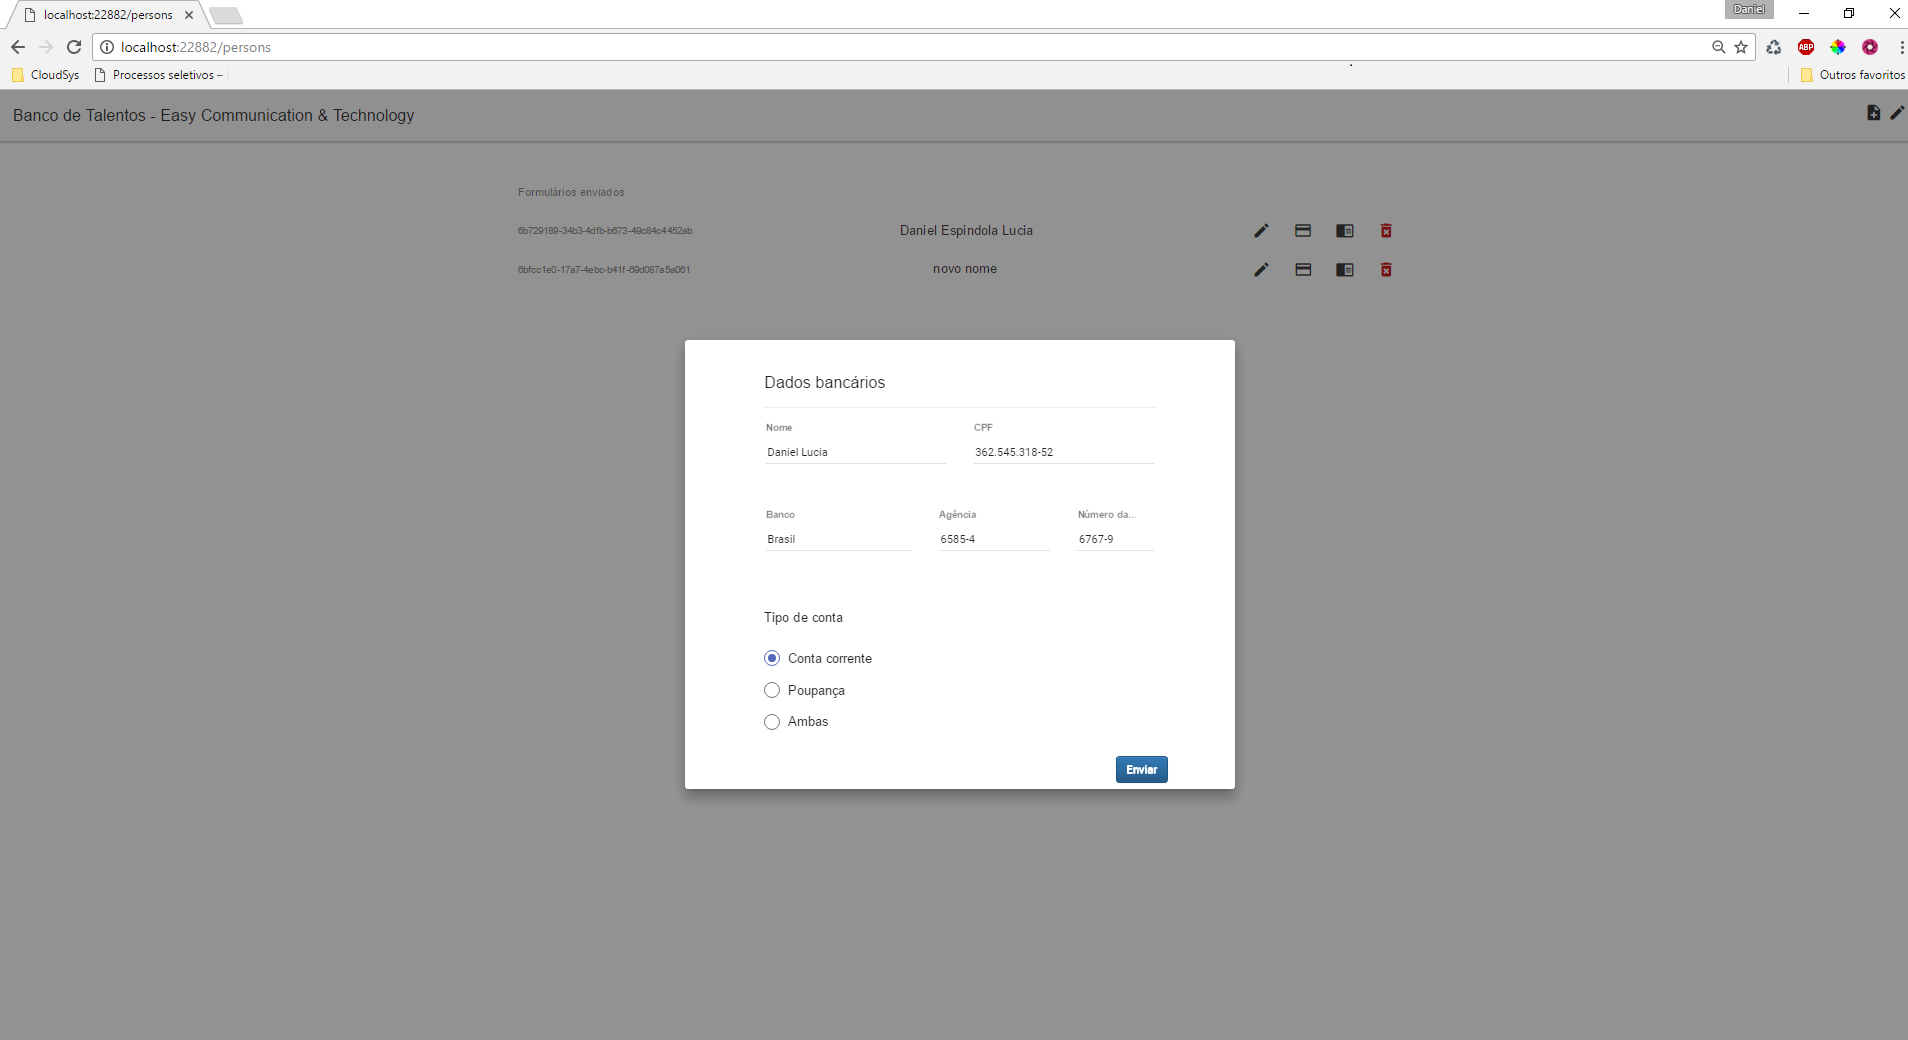 localhost:22882/persons
Daniel
localhost:22882/persons
ABP
CloudSys
Processos seletivos –
Outros favoritos
Banco de Talentos - Easy Communication & Technology
Formulários enviados
6b729189-34b3-4dfb-b673-49c84c4452ab
Daniel Espindola Lucia
6bfcc1e0-17a7-4ebc-b41f-69d087a5a061
novo nome
Dados bancários
Nome
CPF
Daniel Lucia
362.545.318-52
Banco
Agência
Número da...
Brasil
6585-4
6767-9
Tipo de conta
Conta corrente
Poupança
Ambas
Enviar